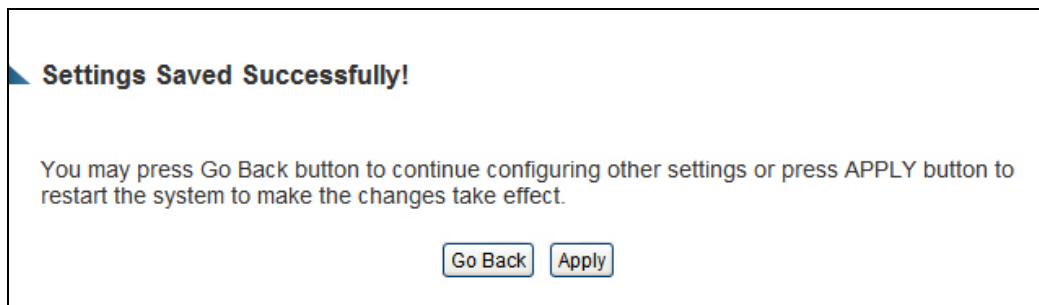 Settings Saved Successfully!
You may press Go Back button to continue configuring other settings or press APPLY button to
restart the system to make the changes take effect.
Go Back Apply